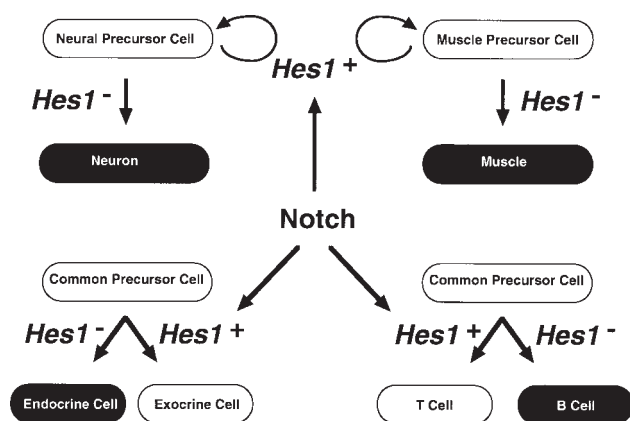 Neural Precursor Cell
Muscle Precursor Cell
Hes1 +
Hes1 -
Hes1 -
Neuron
Muscle
Notch
Common Precursor Cell
Common Precursor Cell
Hes1 -
Hes1 +
Hes1 +
Hes1 -
Endocrine Cell
Exocrine Cell
T Cell
B Cell